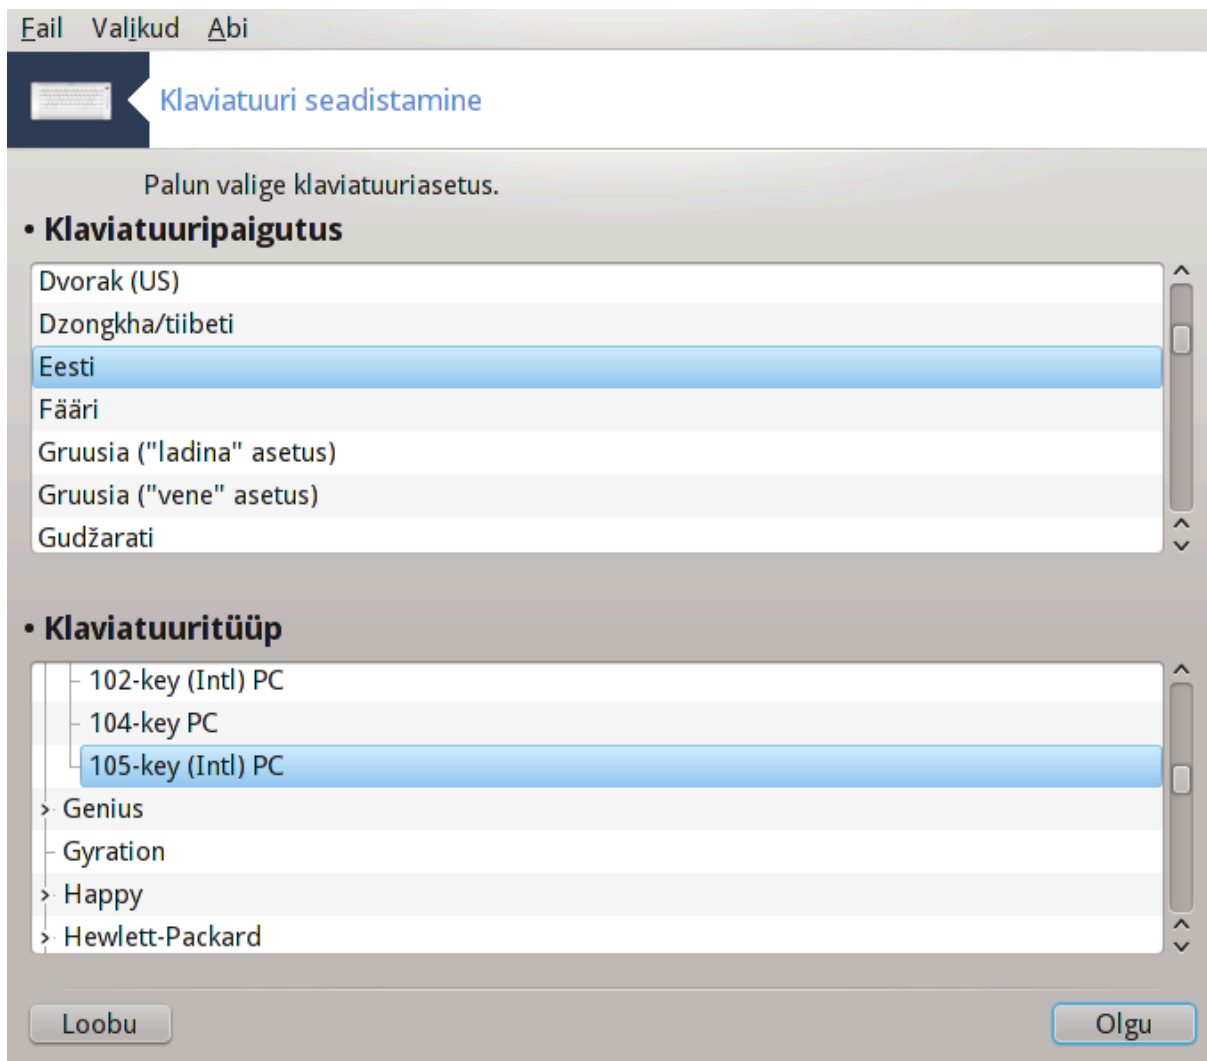 Fail Valikud Abi
Klaviatuuri seadistamine
Palun valige klaviatuuriasetus.
• Klaviatuuripaigutus
Dvorak (US)
Dzongkha/tiibeti
Eesti
Fääri
Gruusia ("ladina" asetus)
Gruusia ("vene" asetus)
Gudžarati
• Klaviatuuritüüp
102-key (Intl) PC
104-key PC
105-key (Intl) PC
Genius
Gyration
Happy
Hewlett-Packard
Loobu Olgu